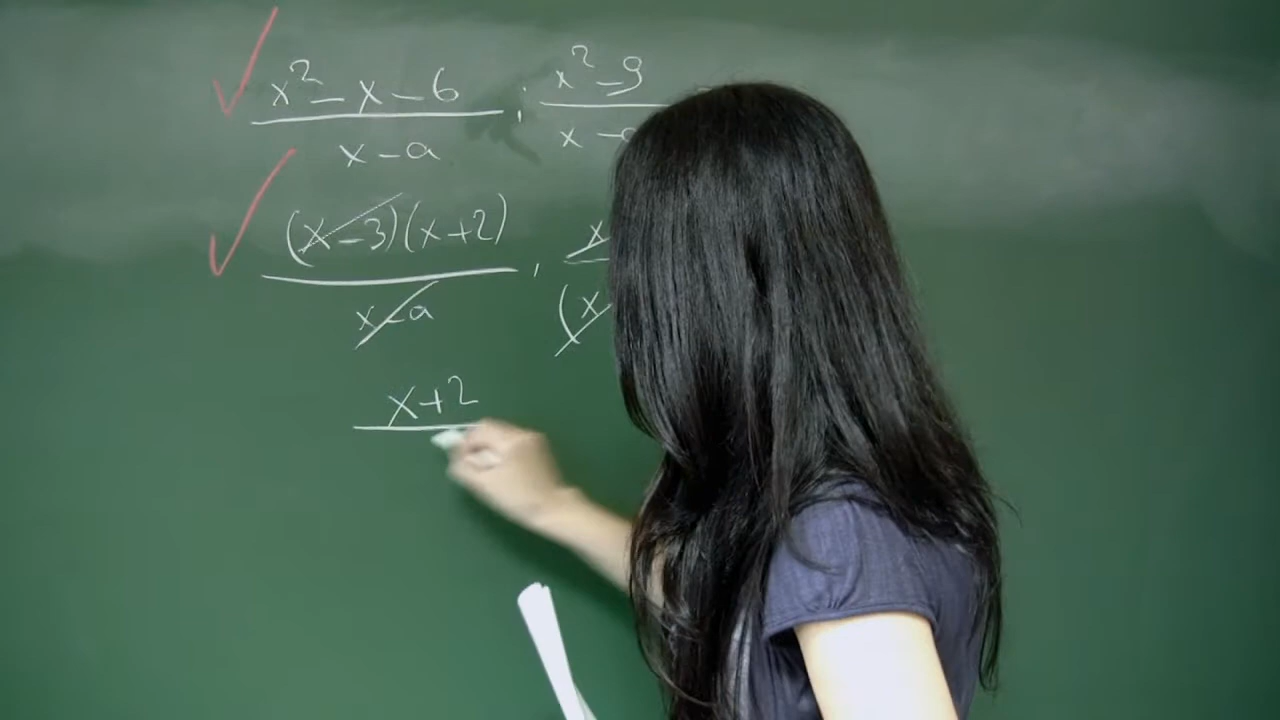 x² - x - 6 / x - a : x² - 9 / x - a
(x - 3)(x + 2) / x - a , x / (x
x + 2